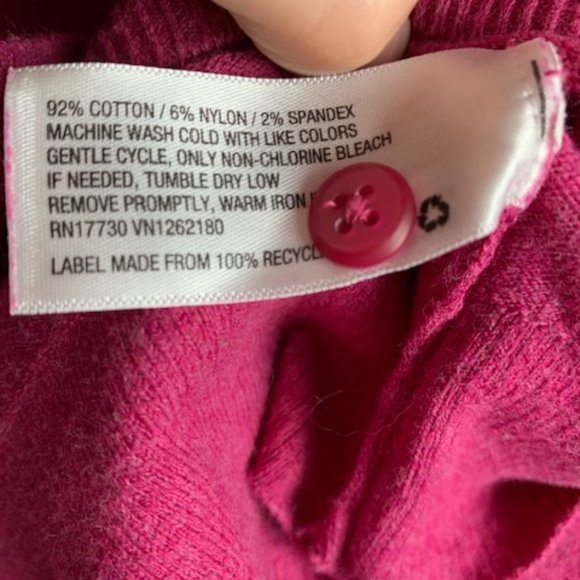 92% COTTON / 6% NYLON / 2% SPANDEX
MACHINE WASH COLD WITH LIKE COLORS
GENTLE CYCLE, ONLY NON-CHLORINE BLEACH
IF NEEDED, TUMBLE DRY LOW
REMOVE PROMPTLY, WARM IRON
RN17730 VN1262180
LABEL MADE FROM 100%